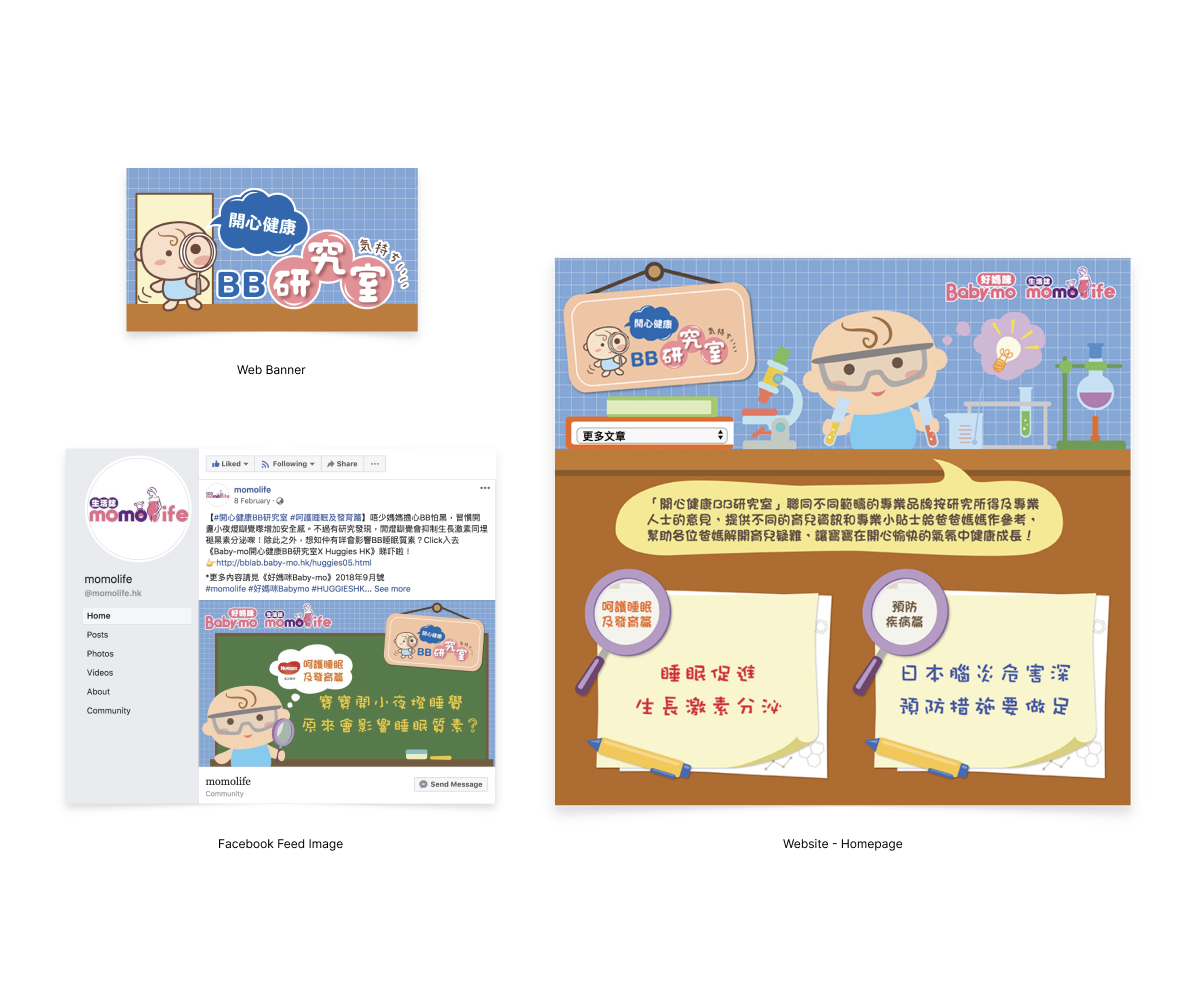 開心健康
BB研究室
気持ちいい
Web Banner
生活誌
momolife
momolife
@momolife.hk
Home
Posts
Photos
Videos
About
Community
Liked
Following
Share
momolife
8 February
【#開心健康BB研究室 #呵護睡眠及發育篇】唔少媽媽擔心BB怕黑，習慣開
盞小夜燈瞓覺嚟增加安全感。不過有研究發現，開燈瞓覺會抑制生長激素同埋
褪黑素分泌㗎！除此之外，想知仲有咩會影響BB睡眠質素？Click入去
《Baby-mo開心健康BB研究室X Huggies HK》睇吓啦！
👉http://bblab.baby-mo.hk/huggies05.html
*更多內容請見《好媽咪Baby-mo》2018年9月號
#momolife #好媽咪Babymo #HUGGIESHK... See more
好媽咪
Baby-mo
生活誌
momolife
開心健康
BB研究室
気持ちいい
Huggies
呵護睡眠
及發育篇
寶寶開小夜燈睡覺
原來會影響睡眠質素？
momolife
Community
Send Message
Facebook Feed Image
開心健康
BB研究室
気持ちいい
好媽咪
Baby-mo
生活誌
momolife
更多文章
「開心健康BB研究室」聯同不同範疇的專業品牌按研究所得及專業
人士的意見，提供不同的育兒資訊和專業小貼士給爸爸媽媽作參考，
幫助各位爸媽解開育兒疑難，讓寶寶在開心愉快的氣氛中健康成長！
呵護睡眠
及發育篇
睡眠促進
生長激素分泌
預防
疾病篇
日本腦炎危害深
預防措施要做足
Website - Homepage